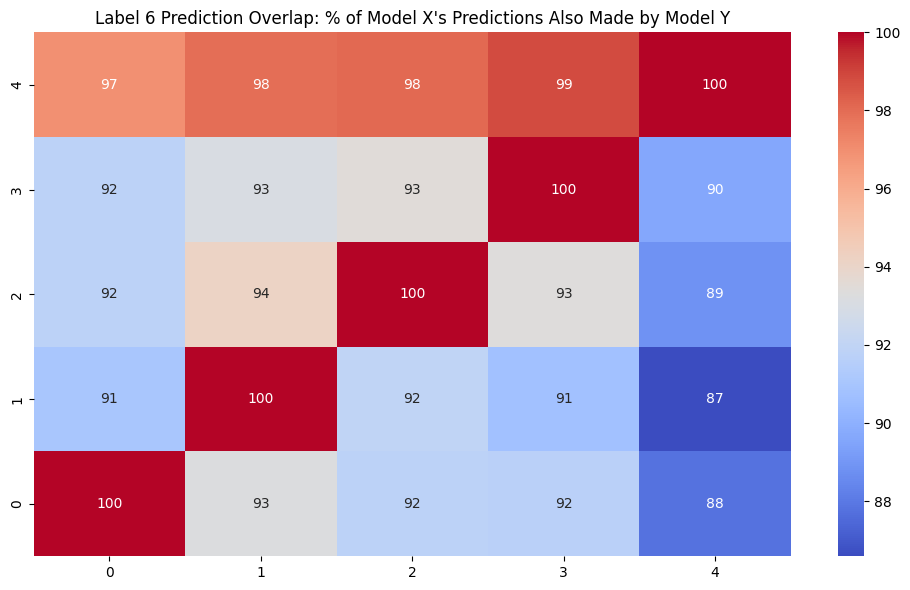 Label 6 Prediction Overlap: % of Model X's Predictions Also Made by Model Y
4 97 98 98 99 100
3 92 93 93 100 90
2 92 94 100 93 89
1 91 100 92 91 87
0 100 93 92 92 88
0 1 2 3 4
100
98
96
94
92
90
88